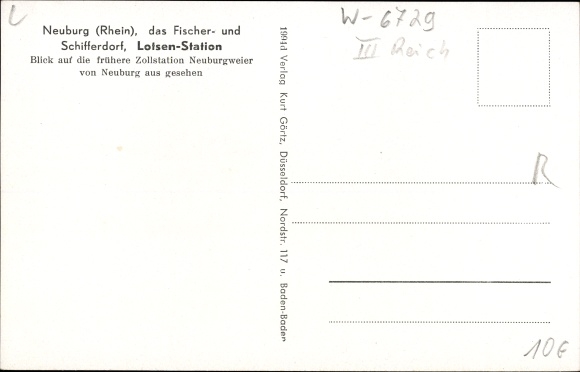 L
Neuburg (Rhein), das Fischer- und
Schifferdorf, Lotsen-Station
Blick auf die frühere Zollstation Neuburgweier
von Neuburg aus gesehen
1994d Verlag Kurt Görtz, Düsseldorf, Nordstr. 117 u. Baden-Baden
W-6729
III Reich
R
10€